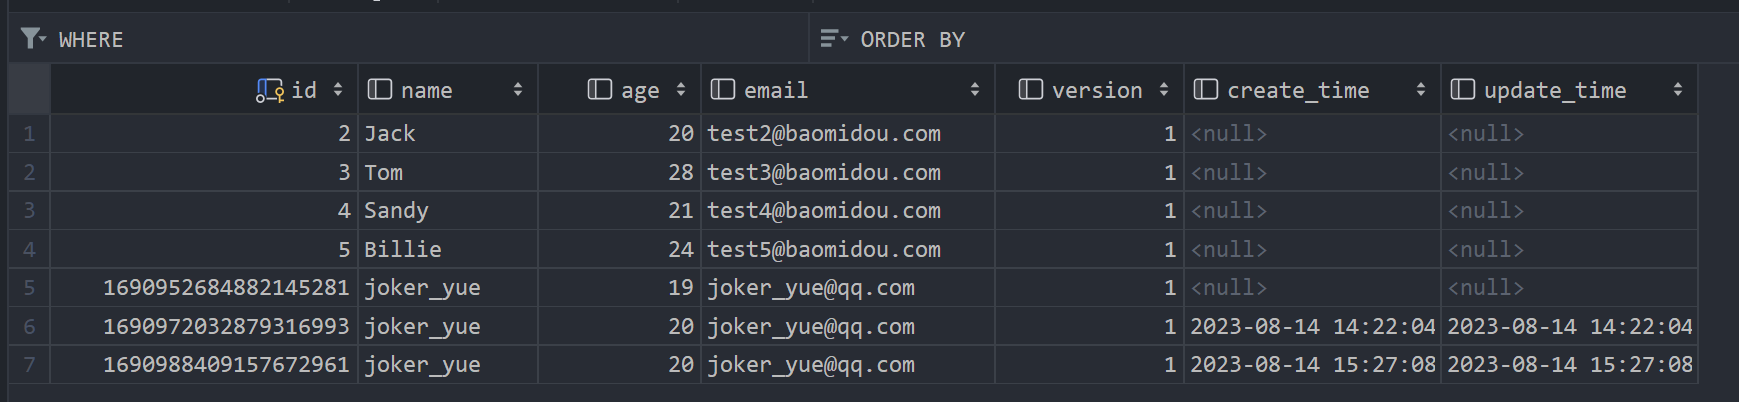 WHERE ORDER BY
id name age email version create_time update_time
1 2 Jack 20 test2@baomidou.com 1 <null> <null>
2 3 Tom 28 test3@baomidou.com 1 <null> <null>
3 4 Sandy 21 test4@baomidou.com 1 <null> <null>
4 5 Billie 24 test5@baomidou.com 1 <null> <null>
5 1690952684882145281 joker_yue 19 joker_yue@qq.com 1 <null> <null>
6 1690972032879316993 joker_yue 20 joker_yue@qq.com 1 2023-08-14 14:22:04 2023-08-14 14:22:04
7 1690988409157672961 joker_yue 20 joker_yue@qq.com 1 2023-08-14 15:27:08 2023-08-14 15:27:08